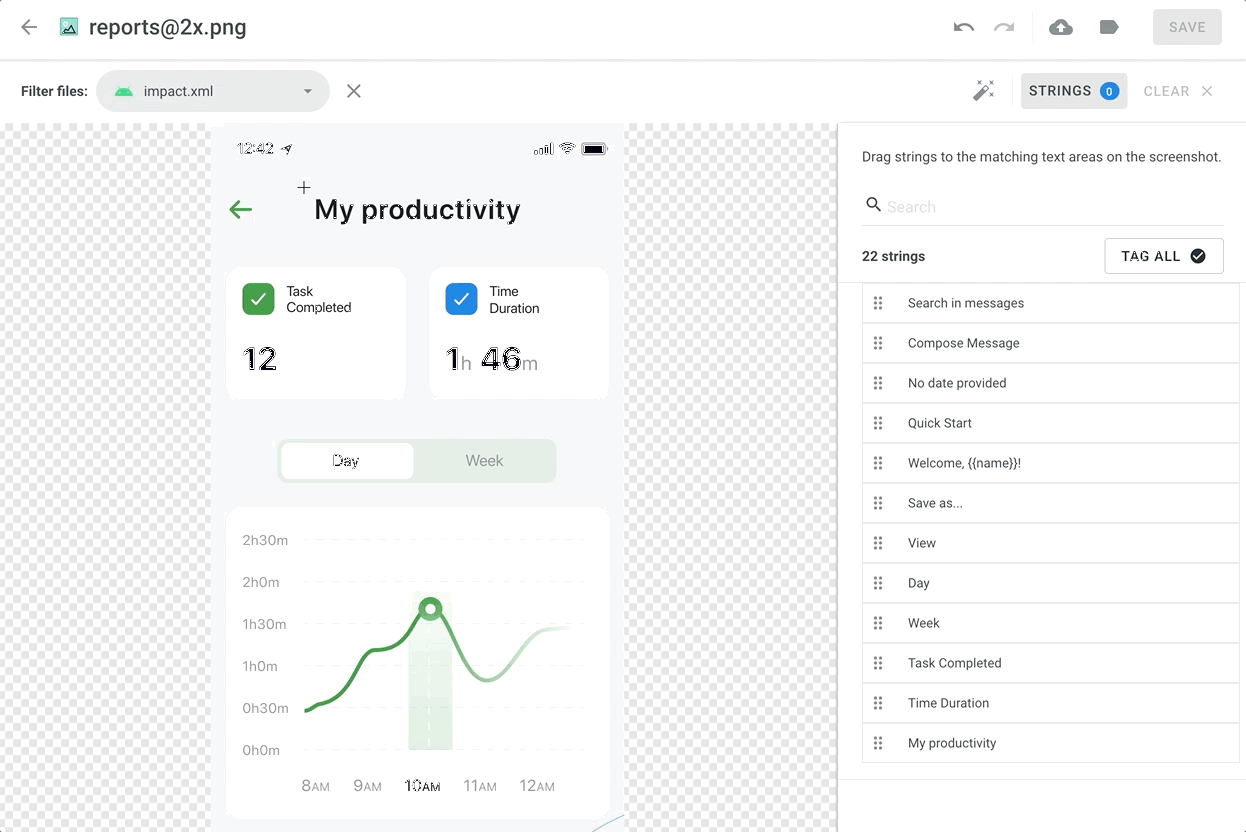 reports@2x.png
SAVE
Filter files: impact.xml
STRINGS 0 CLEAR
12:42
My productivity
Task
Completed
12
Time
Duration
1h 46m
Day Week
2h30m
2h0m
1h30m
1h0m
0h30m
0h0m
8AM 9AM 10AM 11AM 12AM
Drag strings to the matching text areas on the screenshot.
Search
22 strings
TAG ALL
Search in messages
Compose Message
No date provided
Quick Start
Welcome, {{name}}!
Save as...
View
Day
Week
Task Completed
Time Duration
My productivity